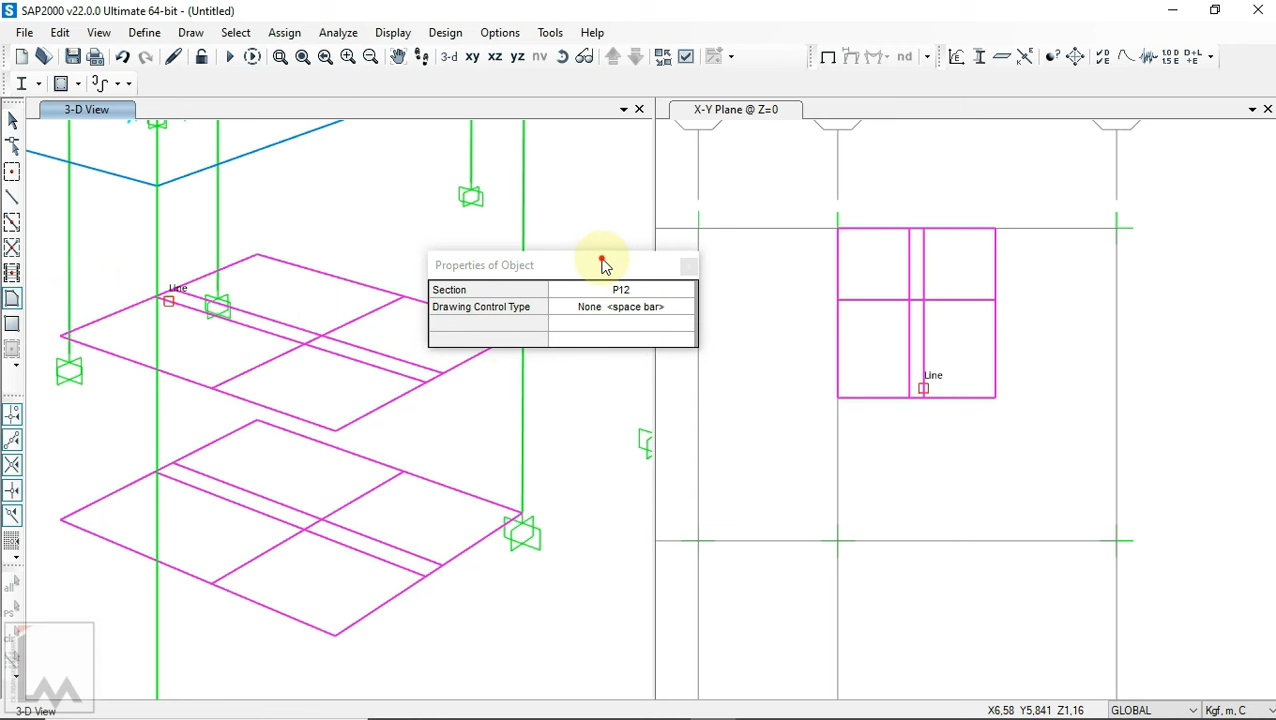 SAP2000 v22.0.0 Ultimate 64-bit - (Untitled)
File Edit View Define Draw Select Assign Analyze Display Design Options Tools Help
3-d xy xz yz nv nd
3-D View
X-Y Plane @ Z=0
Line
Properties of Object
Section P12
Drawing Control Type None <space bar>
Line
all
PS
3-D View
X6,58 Y5,841 Z1,16
GLOBAL
Kgf, m, C